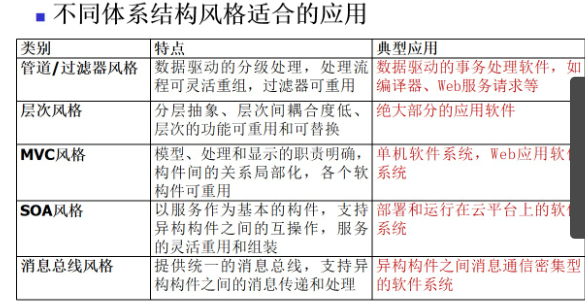 不同体系结构风格适合的应用
类别 特点 典型应用
管道/过滤器风格 数据驱动的分级处理，处理流 数据驱动的事务处理软件，如
程可灵活重组，过滤器可重用 编译器、Web服务请求等
层次风格 分层抽象、层次间耦合度低、 绝大部分的应用软件
层次的功能可重用和可替换
MVC风格 模型、处理和显示的职责明确， 单机软件系统，Web应用软
构件间的关系局部化，各个软 系统
构件可重用
SOA风格 以服务作为基本的构件，支持 部署和运行在云平台上的软
异构构件之间的互操作，服务 系统
的灵活重用和组装
消息总线风格 提供统一的消息总线，支持异 异构构件之间消息通信密集型
构构件之间的消息传递和处理 的软件系统